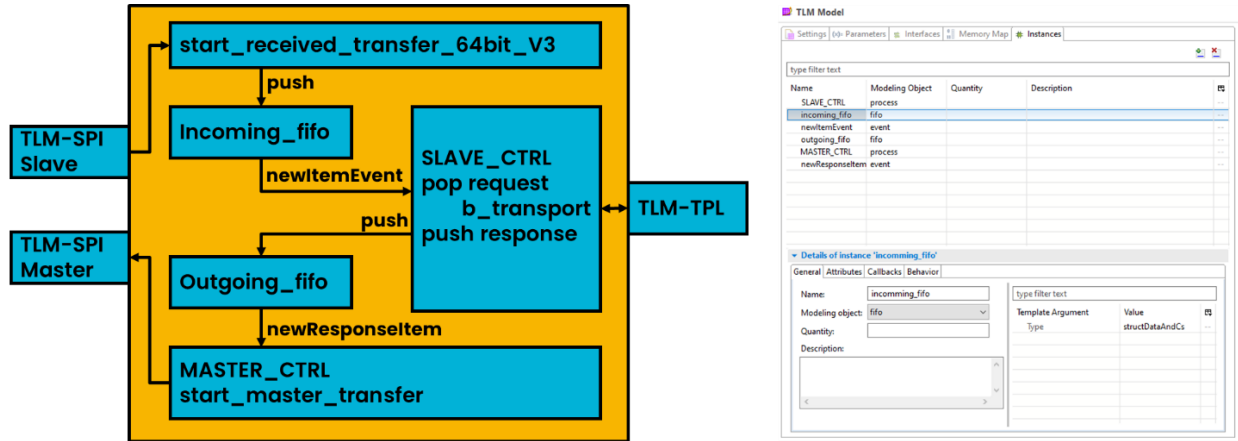 start_received_transfer_64bit_V3
push
Incoming_fifo
TLM-SPI
Slave
newItemEvent
SLAVE_CTRL
pop request
b_transport
push response
TLM-TPL
push
TLM-SPI
Master
Outgoing_fifo
newResponseItem
MASTER_CTRL
start_master_transfer
TLM Model
Settings (x)= Parameters Interfaces Memory Map Instances
type filter text
Name Modeling Object Quantity Description
SLAVE_CTRL process
incoming_fifo fifo
newItemEvent event
outgoing_fifo fifo
MASTER_CTRL process
newResponseItem event
Details of instance 'incomming_fifo'
General Attributes Callbacks Behavior
Name: incomming_fifo
Modeling object: fifo
Quantity:
Description:
type filter text
Template Argument Value
Type structDataAndCs